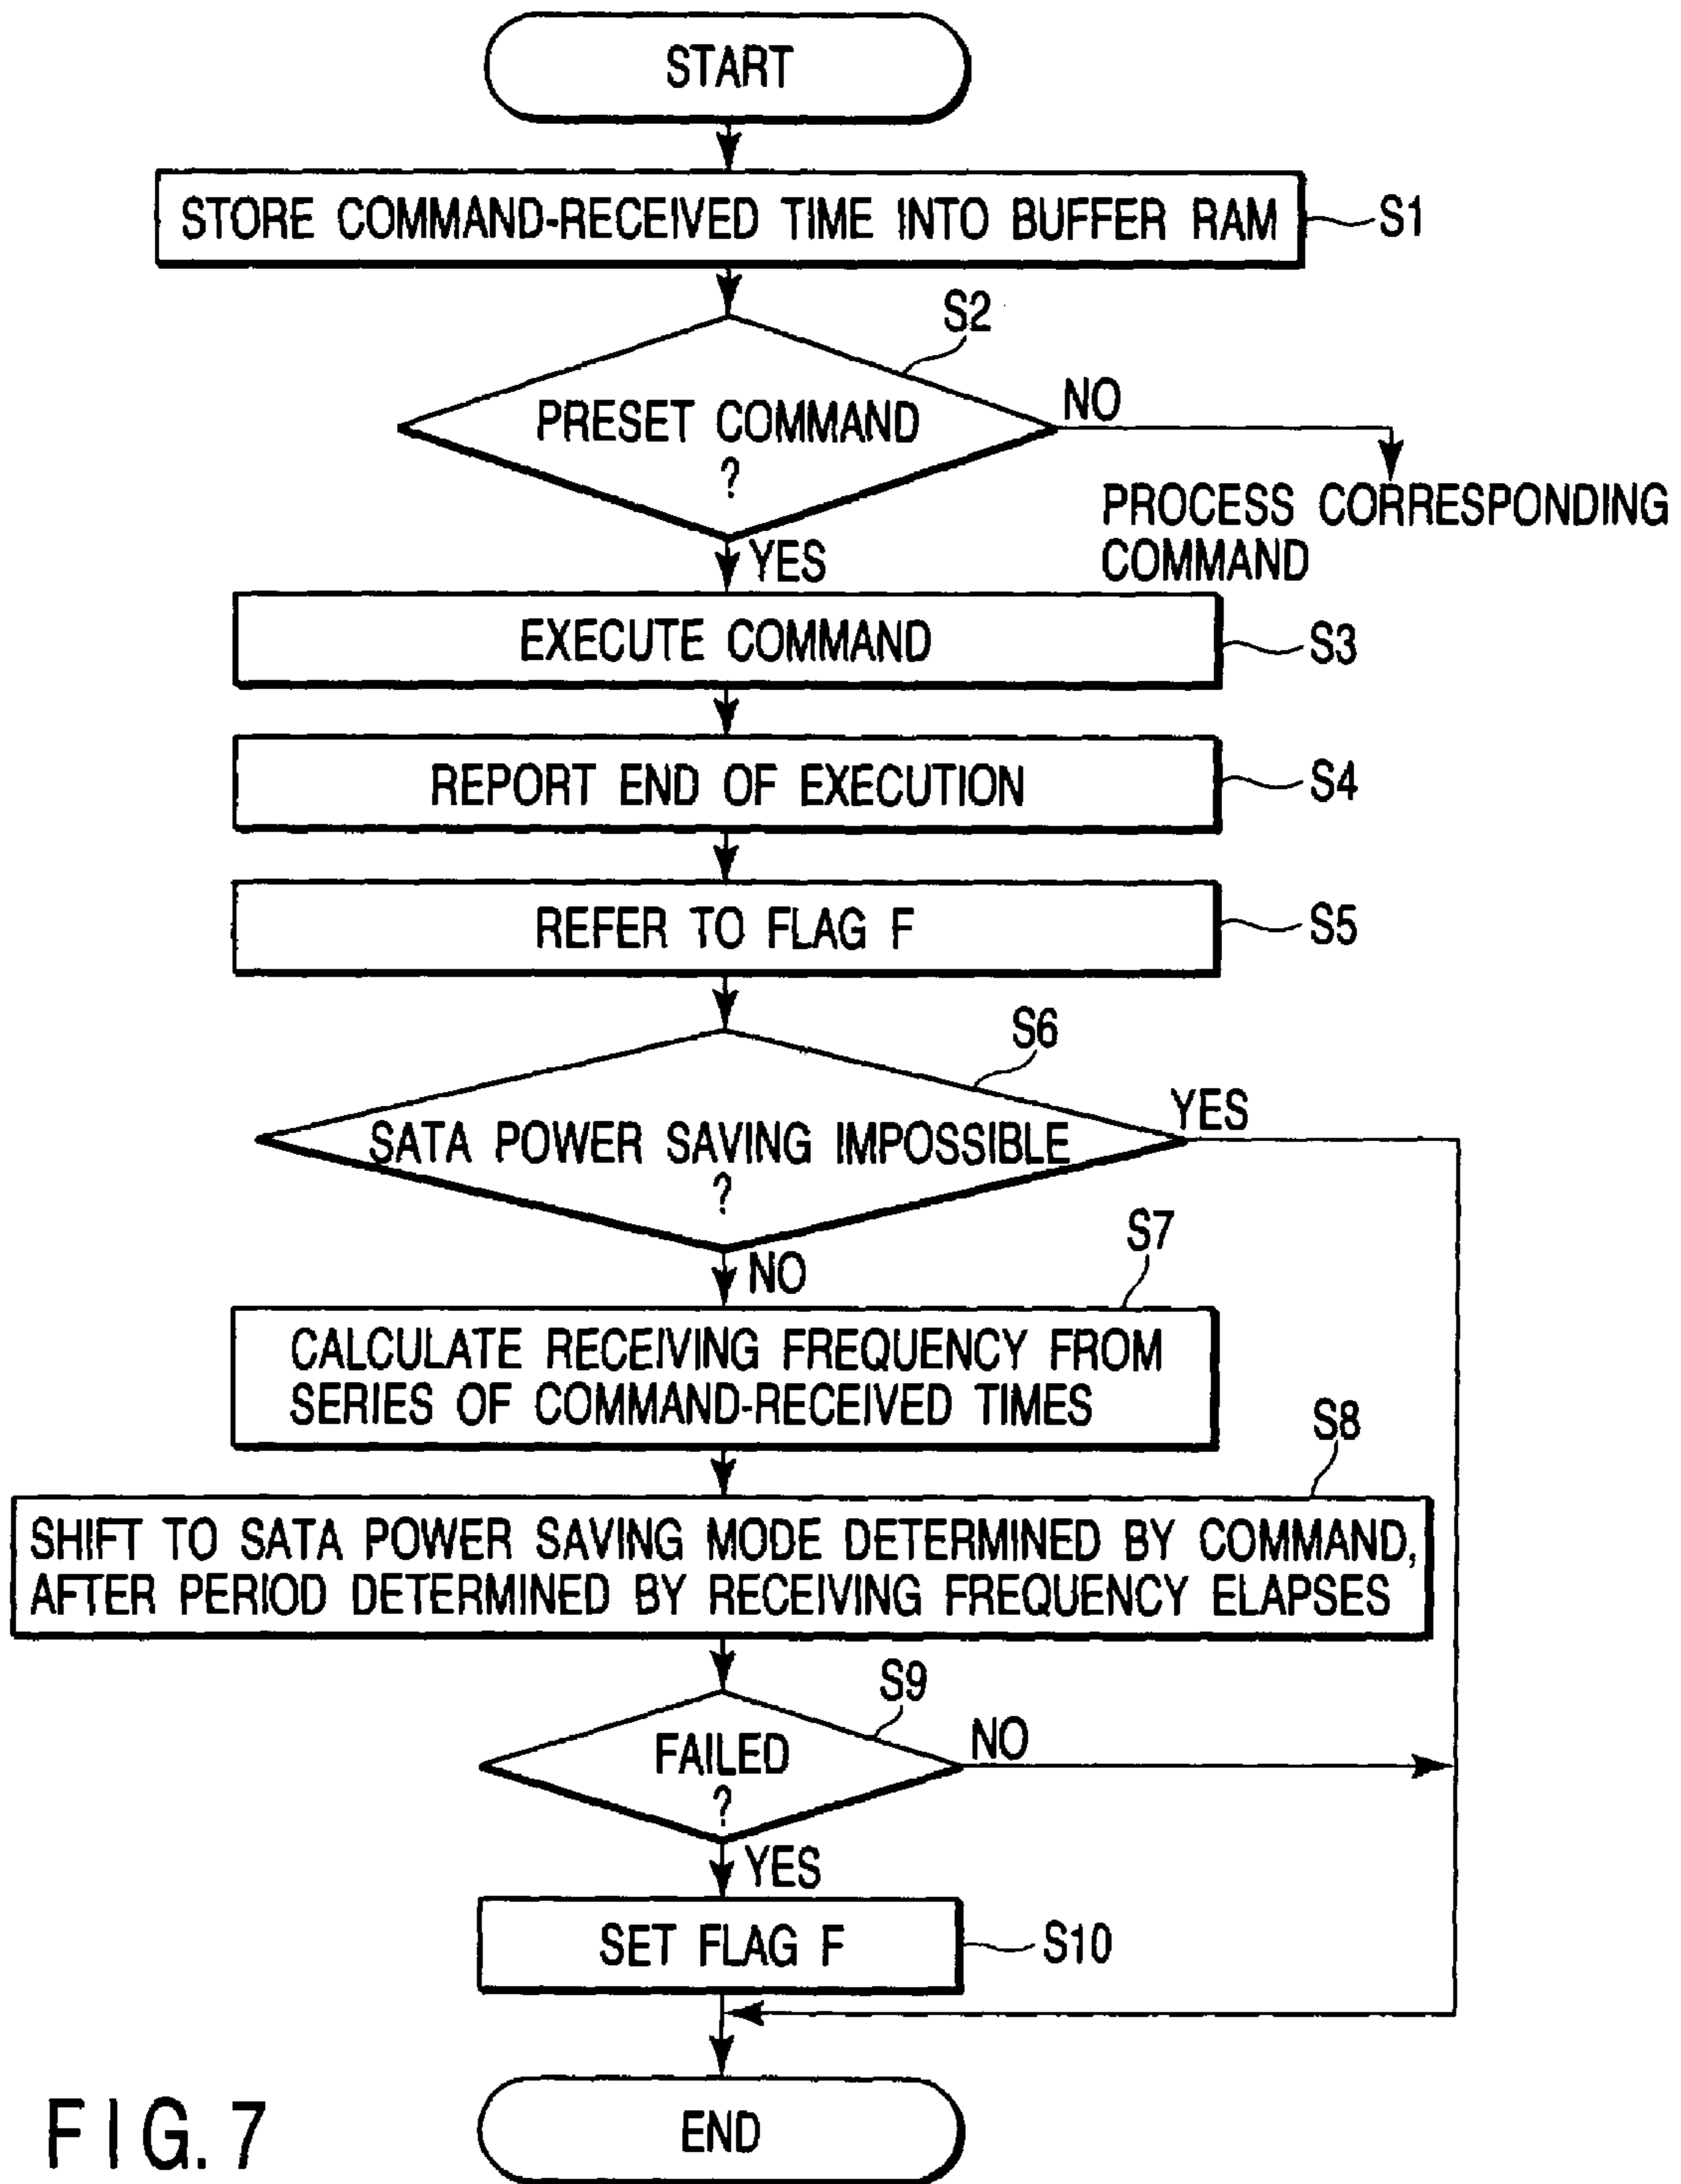 START
STORE COMMAND-RECEIVED TIME INTO BUFFER RAM
S1
S2
PRESET COMMAND
?
NO
PROCESS CORRESPONDING
COMMAND
YES
EXECUTE COMMAND
S3
REPORT END OF EXECUTION
S4
REFER TO FLAG F
S5
S6
SATA POWER SAVING IMPOSSIBLE
?
YES
NO
S7
CALCULATE RECEIVING FREQUENCY FROM
SERIES OF COMMAND-RECEIVED TIMES
S8
SHIFT TO SATA POWER SAVING MODE DETERMINED BY COMMAND,
AFTER PERIOD DETERMINED BY RECEIVING FREQUENCY ELAPSES
S9
FAILED
?
NO
YES
SET FLAG F
S10
END
FIG. 7